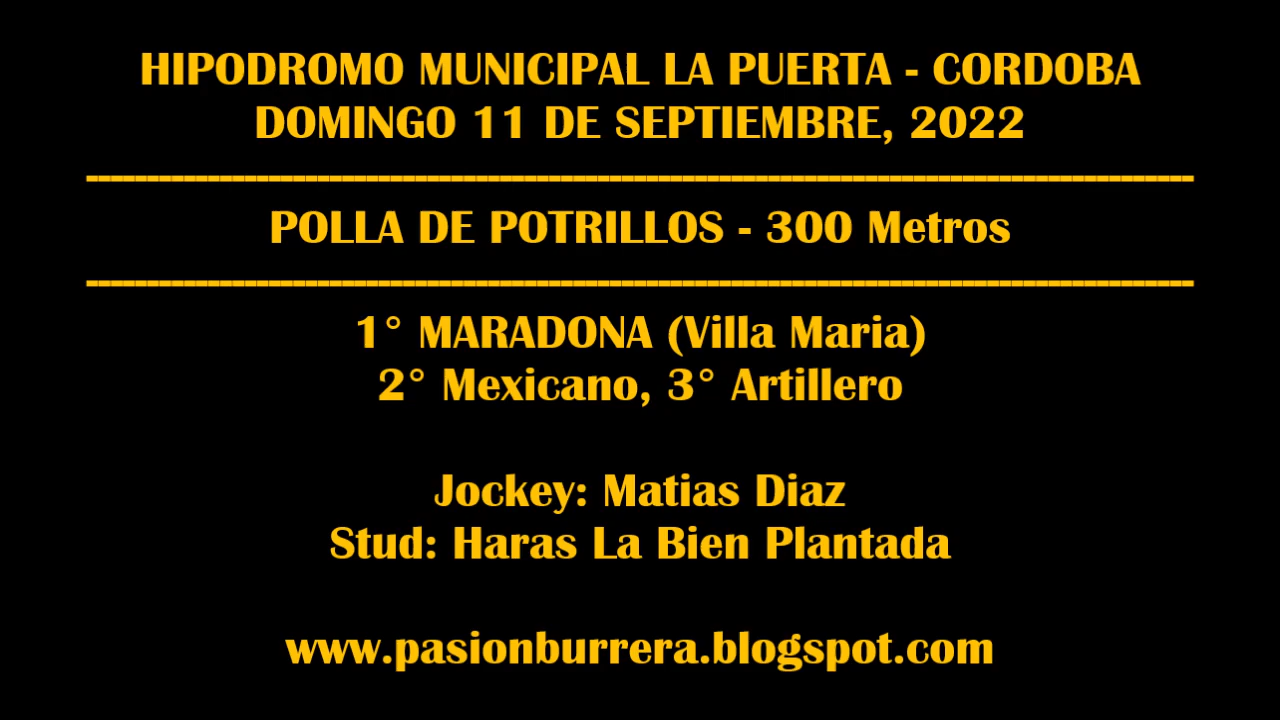 HIPODROMO MUNICIPAL LA PUERTA - CORDOBA
DOMINGO 11 DE SEPTIEMBRE, 2022
POLLA DE POTRILLOS - 300 Metros
1° MARADONA (Villa Maria)
2° Mexicano, 3° Artillero
Jockey: Matias Diaz
Stud: Haras La Bien Plantada
www.pasionburrera.blogspot.com